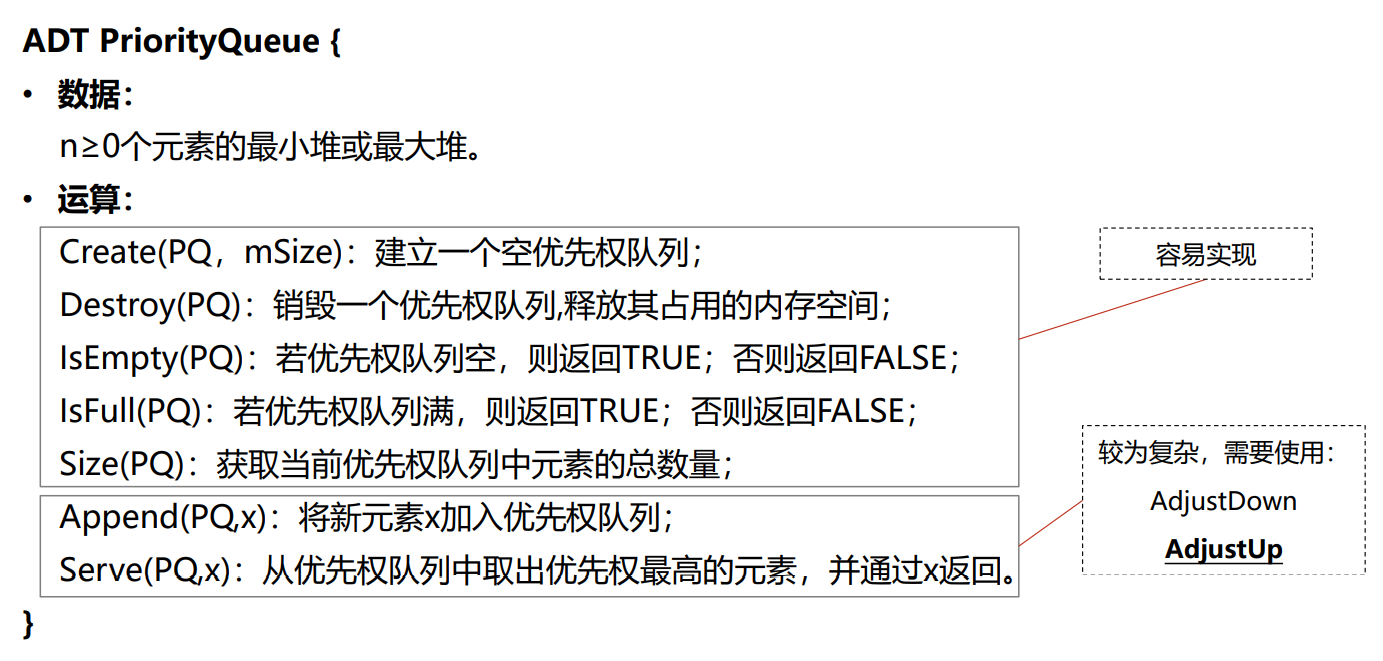 ADT PriorityQueue {
• 数据：
n≥0个元素的最小堆或最大堆。
• 运算：
Create(PQ，mSize)：建立一个空优先权队列；
Destroy(PQ)：销毁一个优先权队列,释放其占用的内存空间；
IsEmpty(PQ)：若优先权队列空，则返回TRUE；否则返回FALSE；
IsFull(PQ)：若优先权队列满，则返回TRUE；否则返回FALSE；
Size(PQ)：获取当前优先权队列中元素的总数量；
Append(PQ,x)：将新元素x加入优先权队列；
Serve(PQ,x)：从优先权队列中取出优先权最高的元素，并通过x返回。
}
容易实现
较为复杂，需要使用：
AdjustDown
AdjustUp